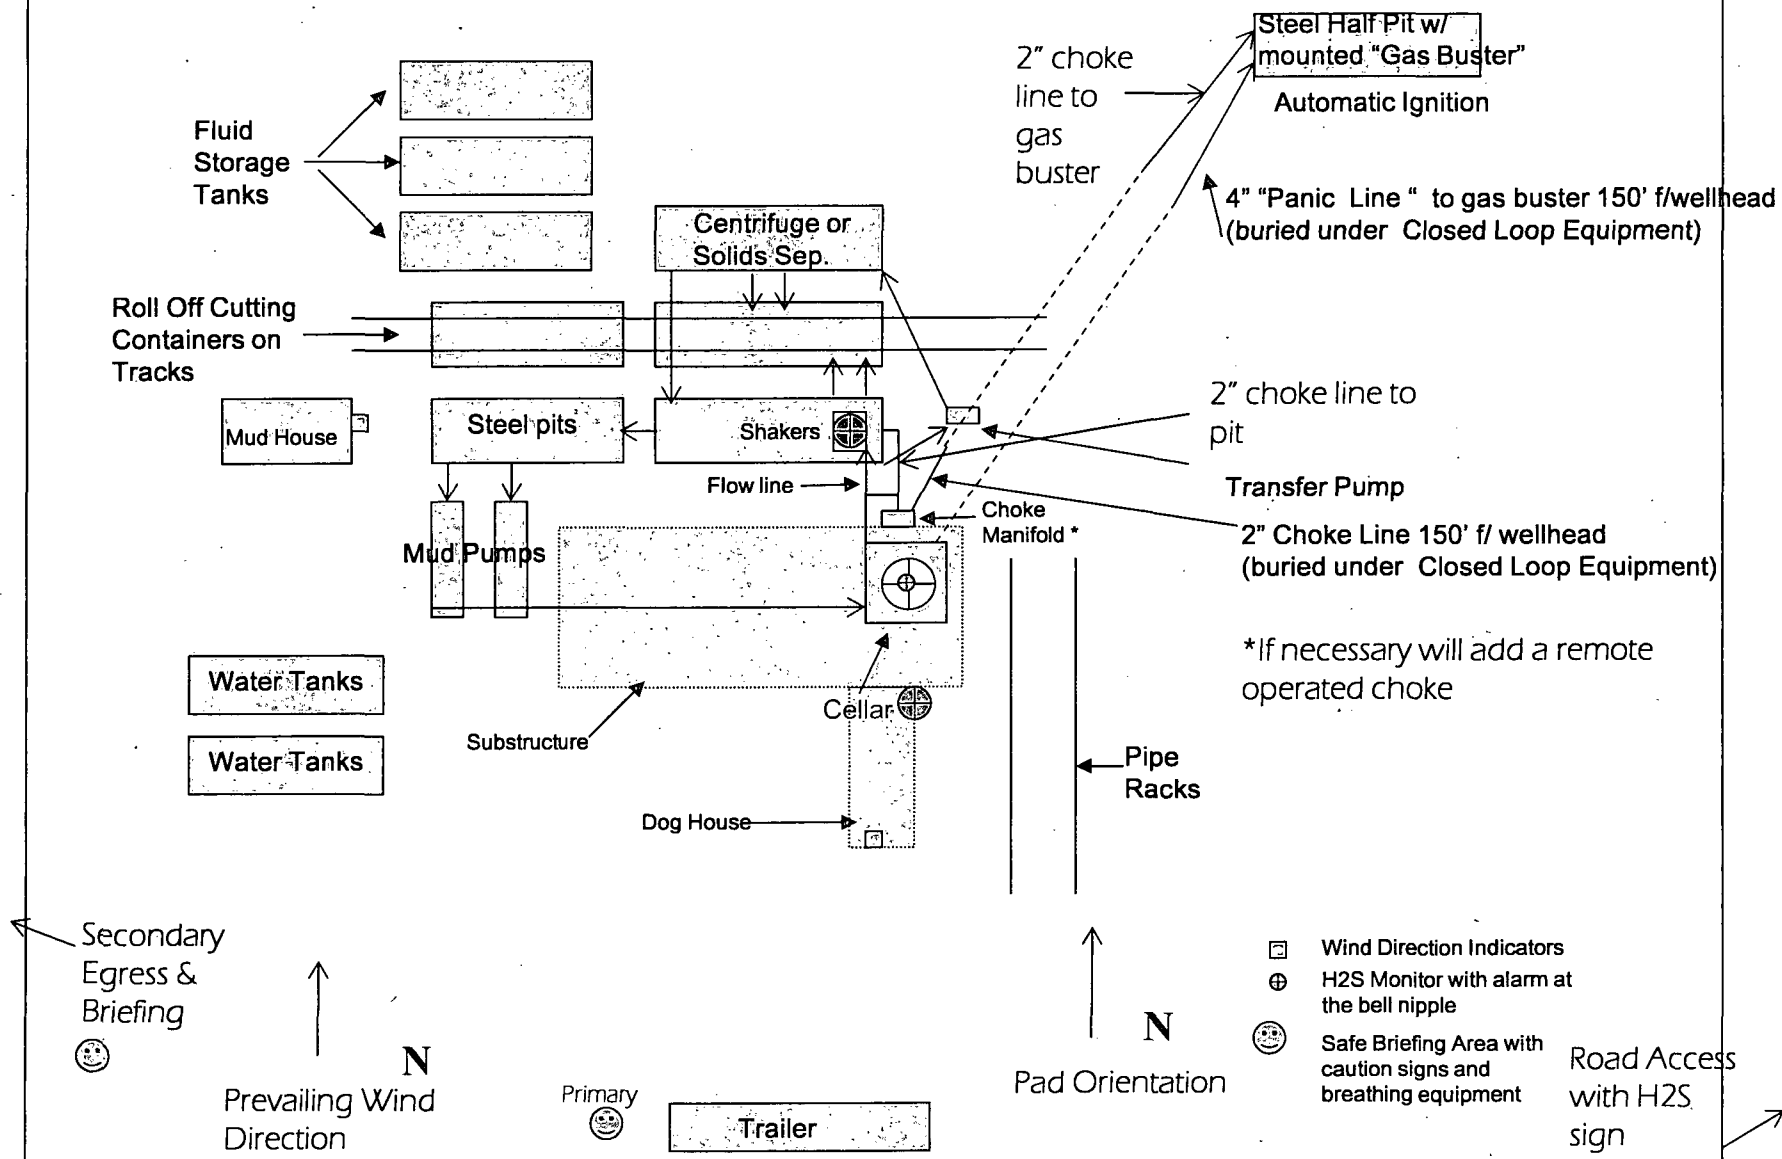 Steel Half Pit w/
mounted "Gas Buster"
Automatic Ignition
2" choke
line to
gas
buster
Fluid
Storage
Tanks
4" "Panic Line " to gas buster 150' f/wellhead
(buried under Closed Loop Equipment)
Centrifuge or
Solids Sep.
Roll Off Cutting
Containers on
Tracks
2" choke line to
pit
Mud House
Steel pits
Shakers
Flow line
Transfer Pump
Choke
Manifold *
2" Choke Line 150' f/ wellhead
(buried under Closed Loop Equipment)
Mud Pumps
*If necessary will add a remote
operated choke
Water Tanks
Cellar
Substructure
Water Tanks
Pipe
Racks
Dog House
Secondary
Egress &
Briefing
N
Prevailing Wind
Direction
Primary
Trailer
N
Pad Orientation
Wind Direction Indicators
H2S Monitor with alarm at
the bell nipple
Safe Briefing Area with
caution signs and
breathing equipment
Road Access
with H2S
sign